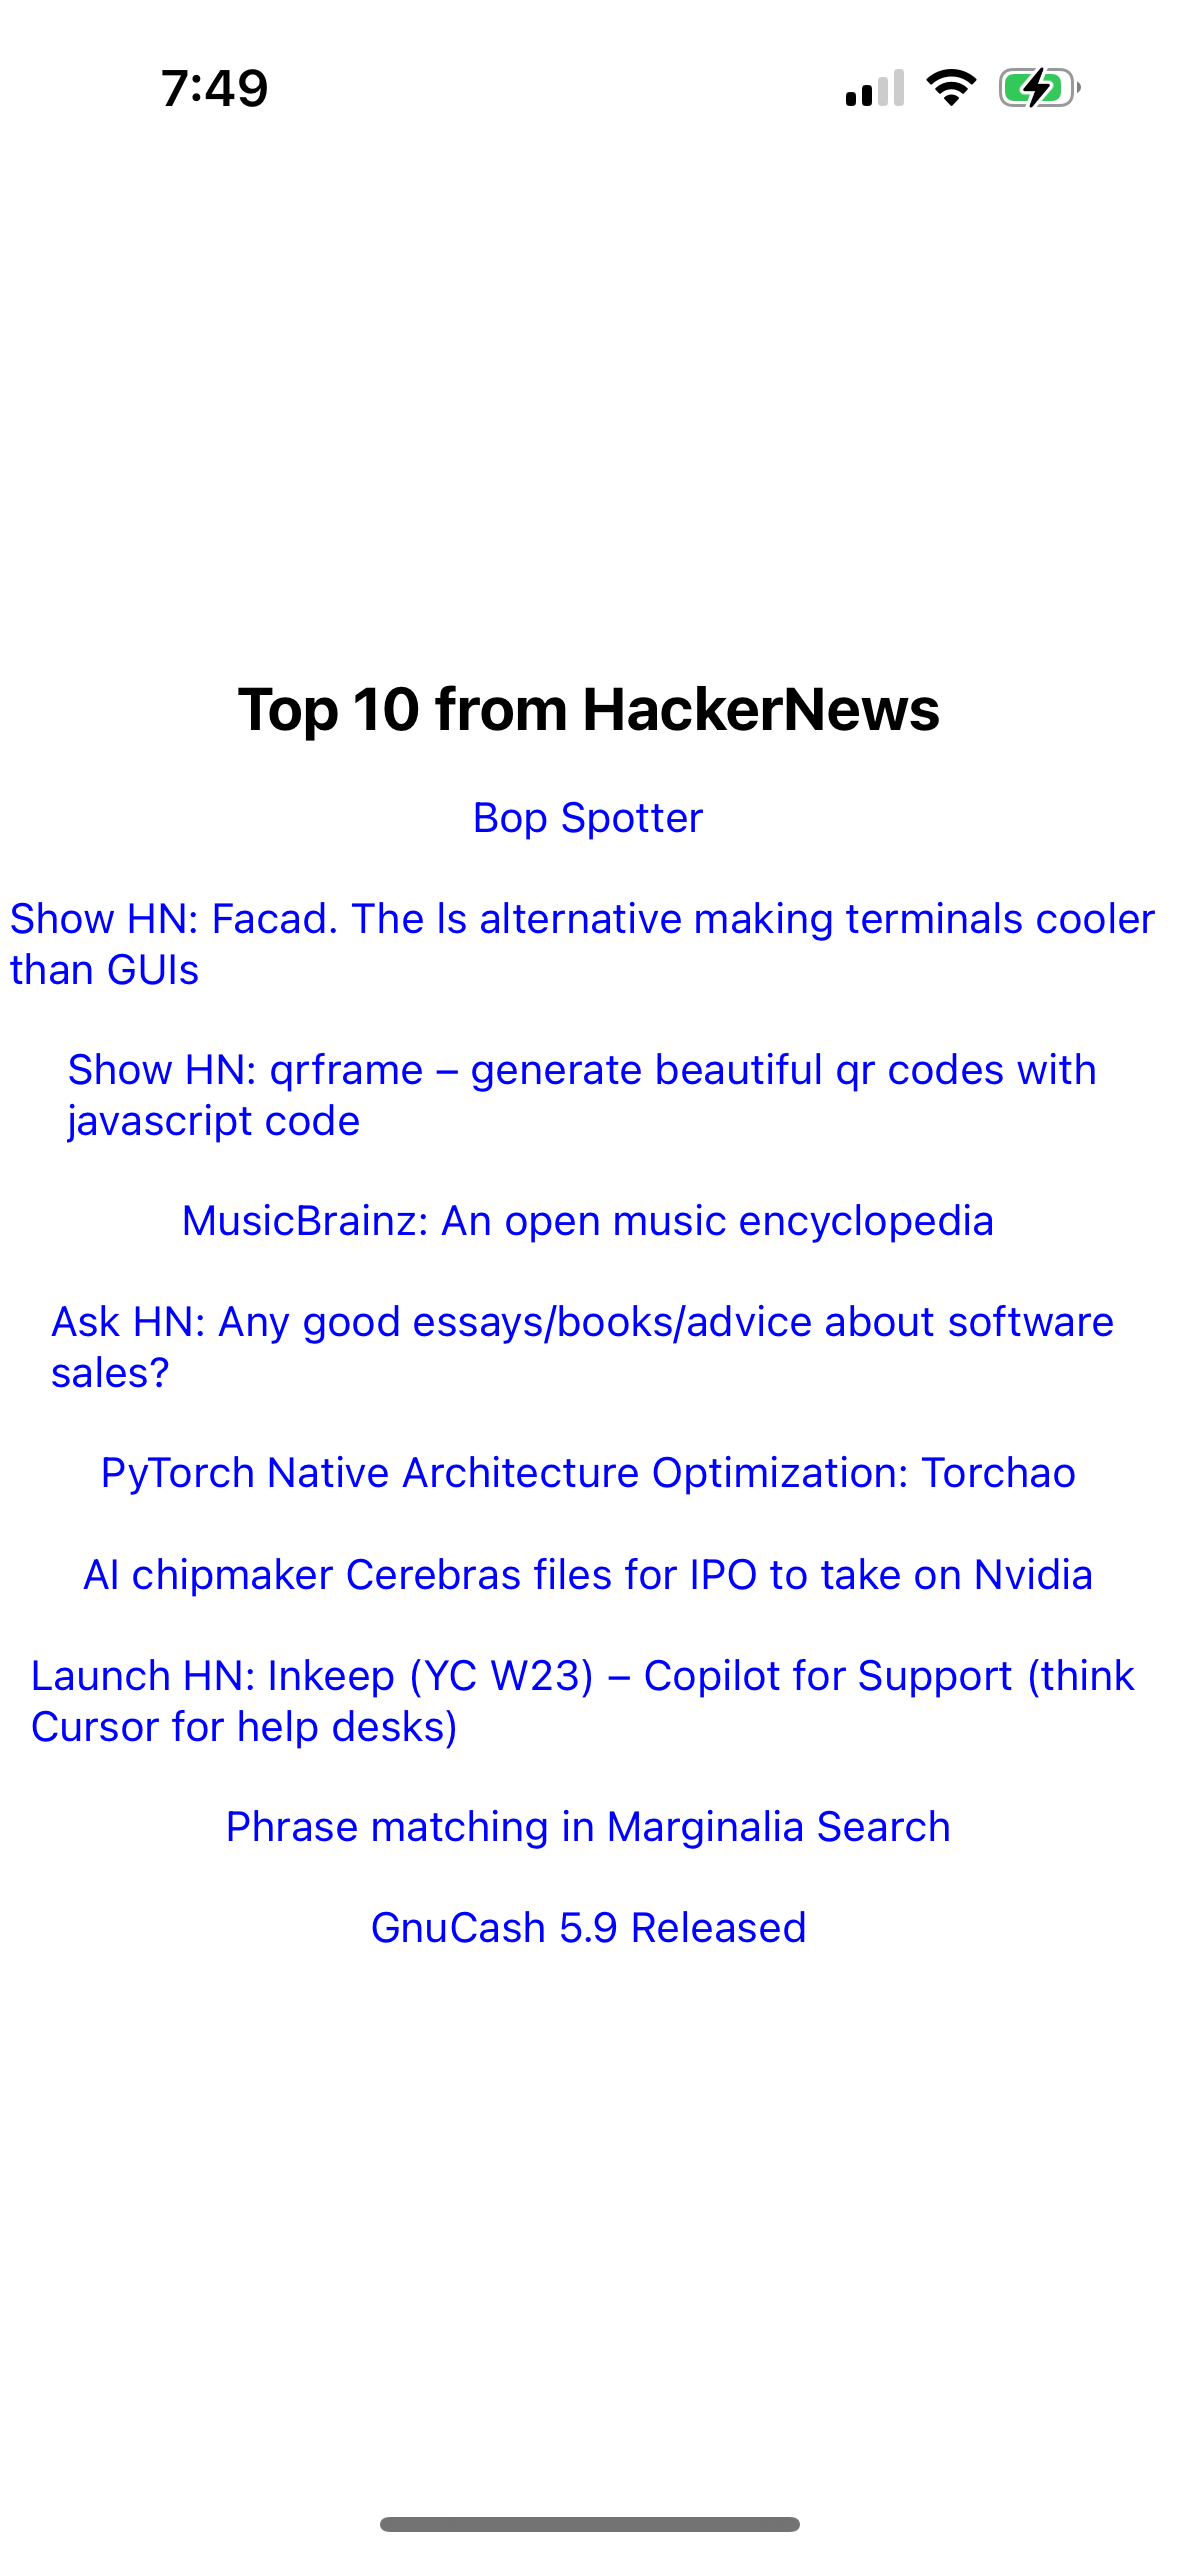 7:49
Top 10 from HackerNews
Bop Spotter
Show HN: Facad. The ls alternative making terminals cooler
than GUIs
Show HN: qrframe – generate beautiful qr codes with
javascript code
MusicBrainz: An open music encyclopedia
Ask HN: Any good essays/books/advice about software
sales?
PyTorch Native Architecture Optimization: Torchao
AI chipmaker Cerebras files for IPO to take on Nvidia
Launch HN: Inkeep (YC W23) – Copilot for Support (think
Cursor for help desks)
Phrase matching in Marginalia Search
GnuCash 5.9 Released